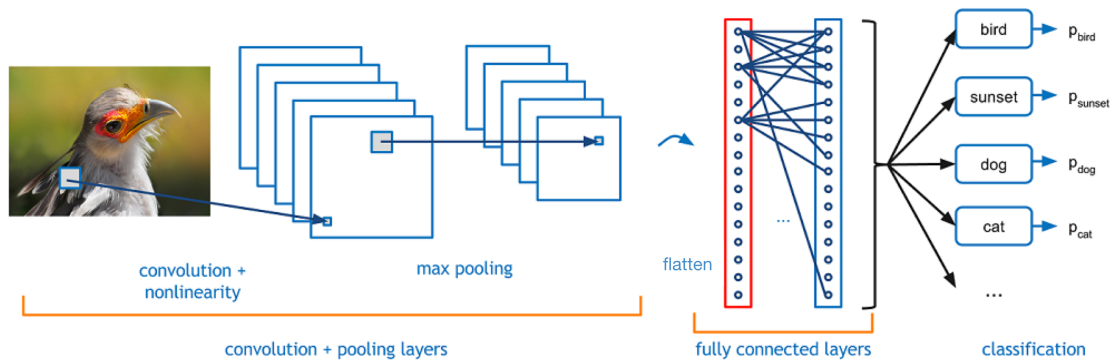 bird
p_bird
sunset
p_sunset
dog
p_dog
cat
p_cat
...
...
flatten
convolution +
nonlinearity
max pooling
convolution + pooling layers
fully connected layers
classification